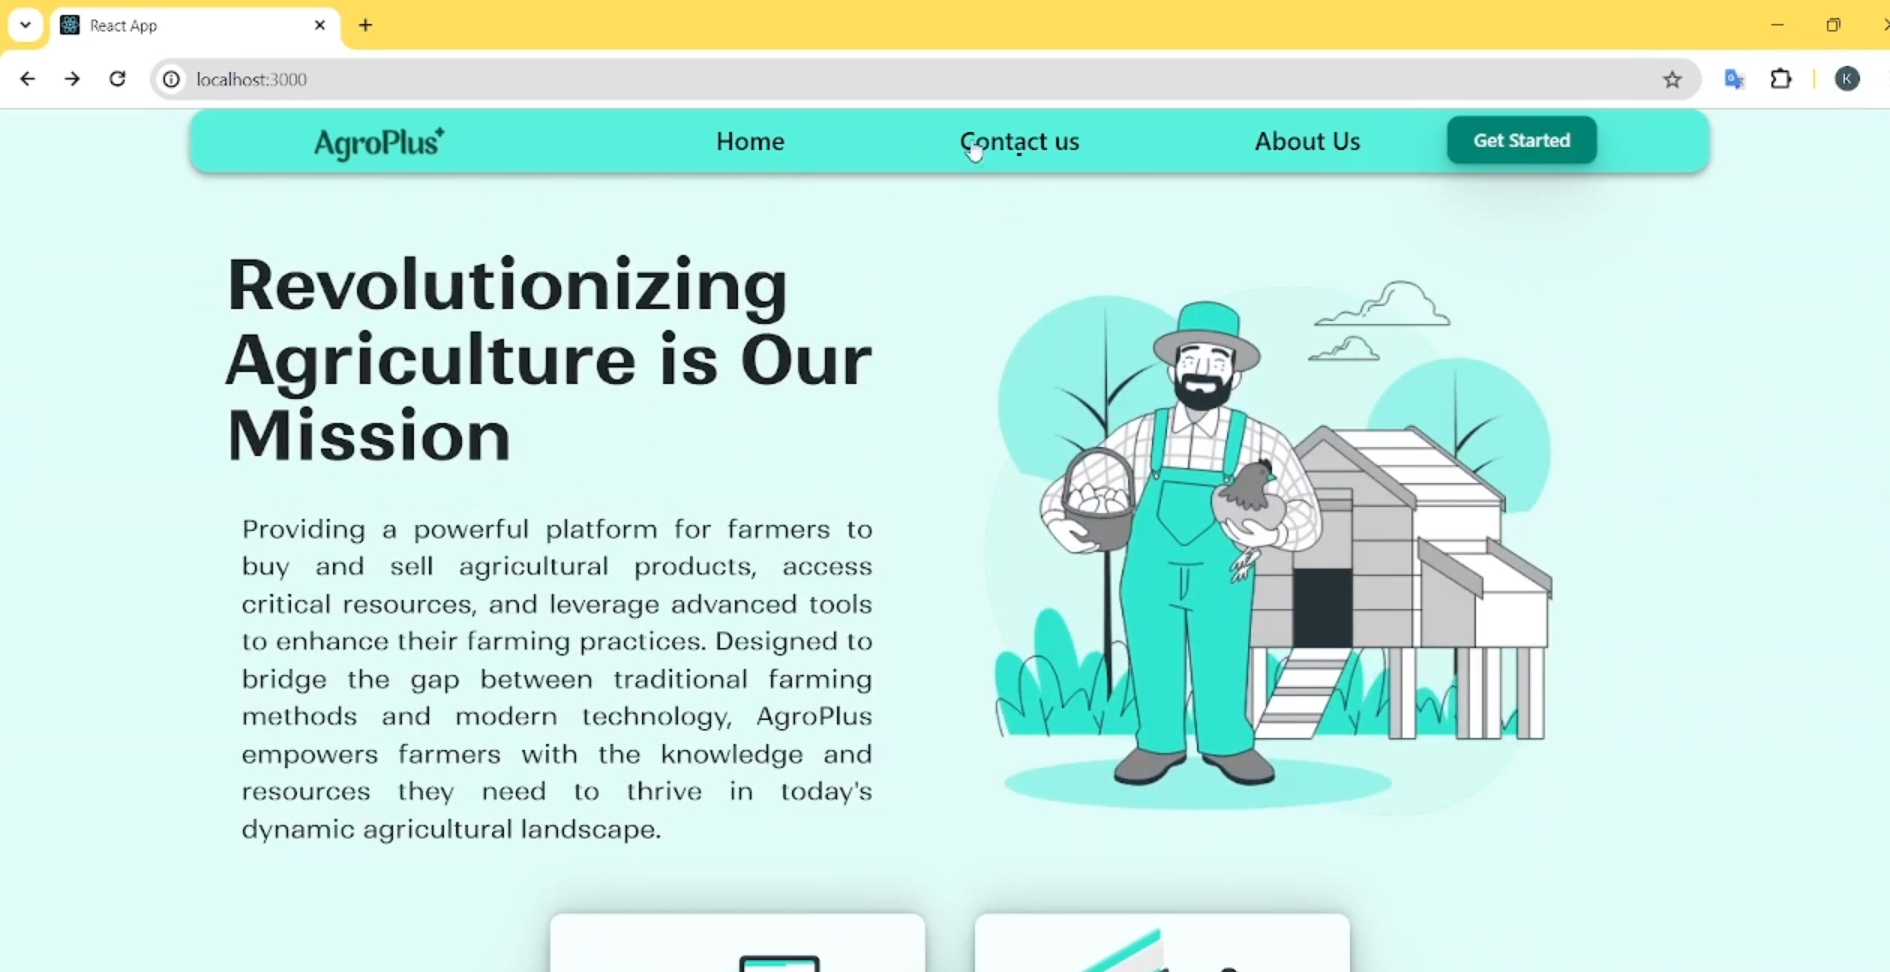 React App
localhost:3000
K
AgroPlus+
Home
Contact us
About Us
Get Started
Revolutionizing
Agriculture is Our
Mission
Providing a powerful platform for farmers to
buy and sell agricultural products, access
critical resources, and leverage advanced tools
to enhance their farming practices. Designed to
bridge the gap between traditional farming
methods and modern technology, AgroPlus
empowers farmers with the knowledge and
resources they need to thrive in today's
dynamic agricultural landscape.